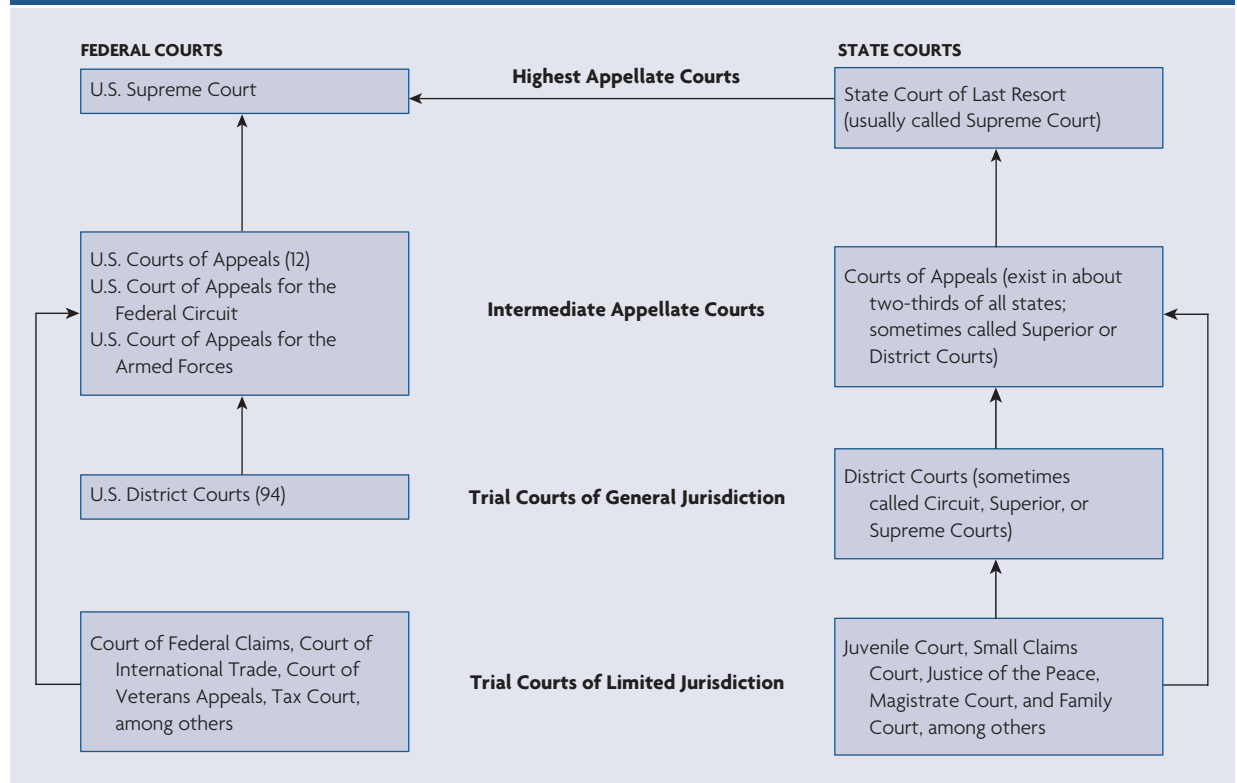 FEDERAL COURTS
STATE COURTS
U.S. Supreme Court
Highest Appellate Courts
State Court of Last Resort
(usually called Supreme Court)
U.S. Courts of Appeals (12)
U.S. Court of Appeals for the
Federal Circuit
U.S. Court of Appeals for the
Armed Forces
Intermediate Appellate Courts
Courts of Appeals (exist in about
two-thirds of all states;
sometimes called Superior or
District Courts)
U.S. District Courts (94)
Trial Courts of General Jurisdiction
District Courts (sometimes
called Circuit, Superior, or
Supreme Courts)
Court of Federal Claims, Court of
International Trade, Court of
Veterans Appeals, Tax Court,
among others
Trial Courts of Limited Jurisdiction
Juvenile Court, Small Claims
Court, Justice of the Peace,
Magistrate Court, and Family
Court, among others